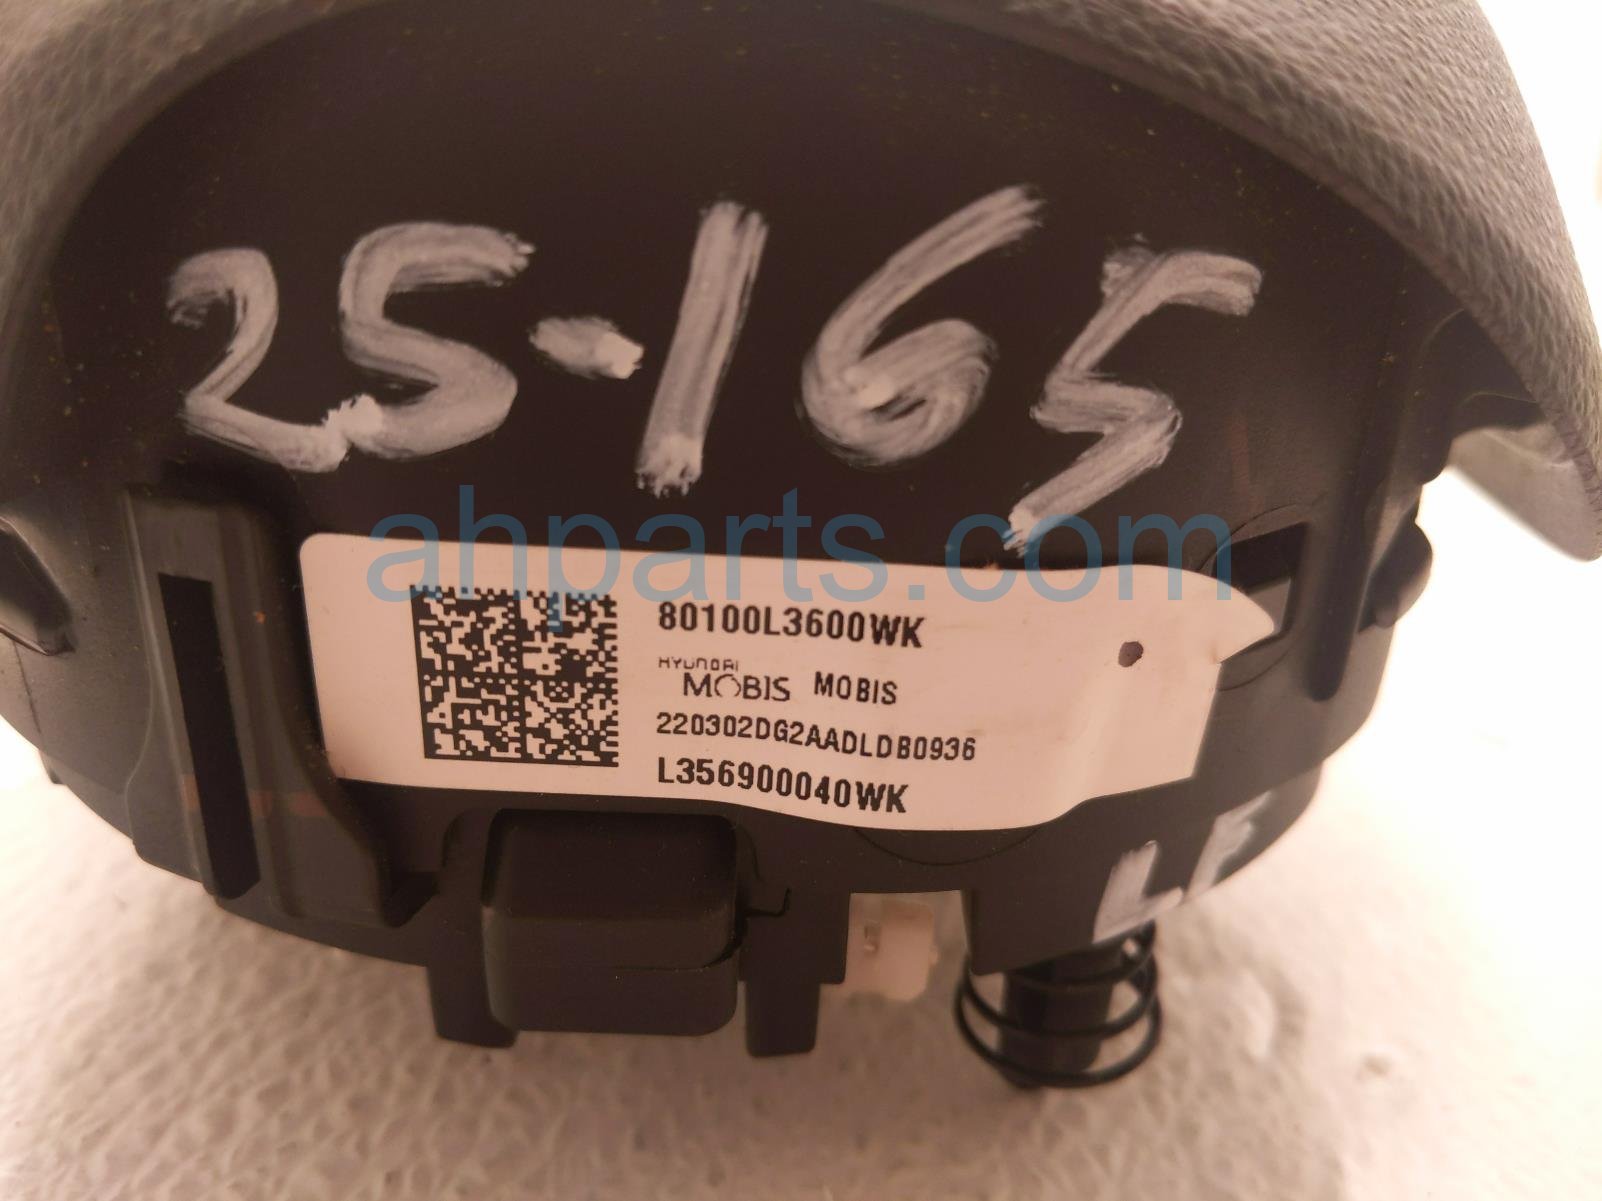 25-165
ahparts.com
80100L3600WK
HYUNDAI
MOBIS MOBIS
220302DG2AADLDB0936
L356900040WK
LF